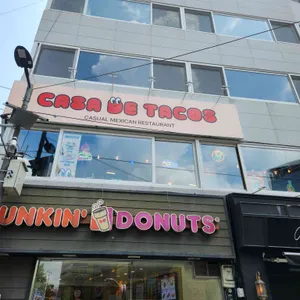 CASA DE TACOS
CASUAL MEXICAN RESTAURANT
UNKIN' DONUTS